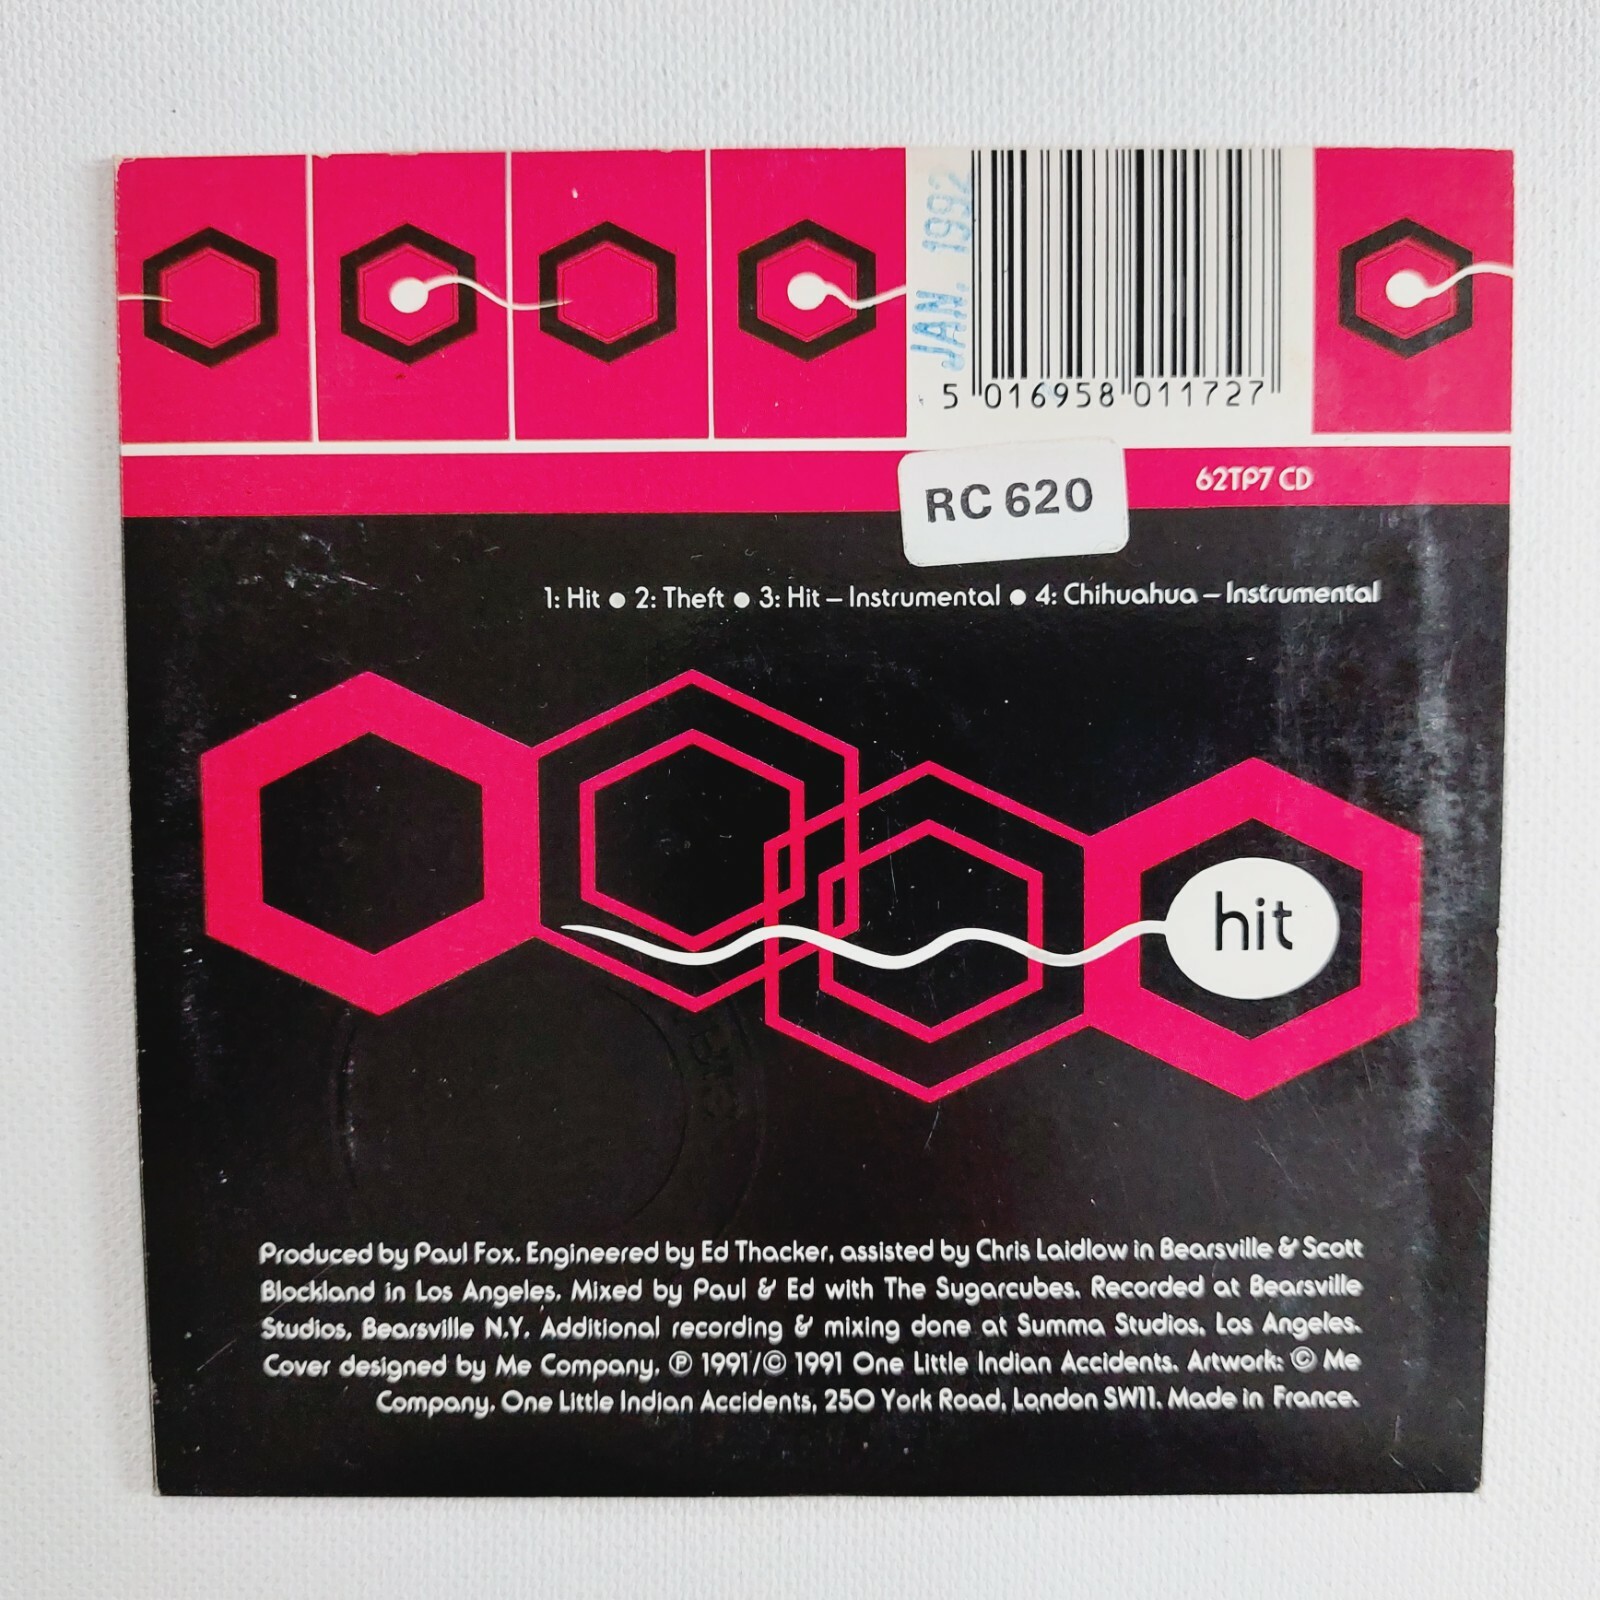 JAN. 1992
5 016958 011727
62TP7 CD
RC 620
1: Hit ● 2: Theft ● 3: Hit – Instrumental ● 4: Chihuahua – Instrumental
hit
Produced by Paul Fox. Engineered by Ed Thacker, assisted by Chris Laidlow in Bearsville & Scott
Blockland in Los Angeles. Mixed by Paul & Ed with The Sugarcubes. Recorded at Bearsville
Studios, Bearsville N.Y. Additional recording & mixing done at Summa Studios, Los Angeles.
Cover designed by Me Company. ℗ 1991/© 1991 One Little Indian Accidents. Artwork: © Me
Company. One Little Indian Accidents, 250 York Road, London SW11. Made in France.